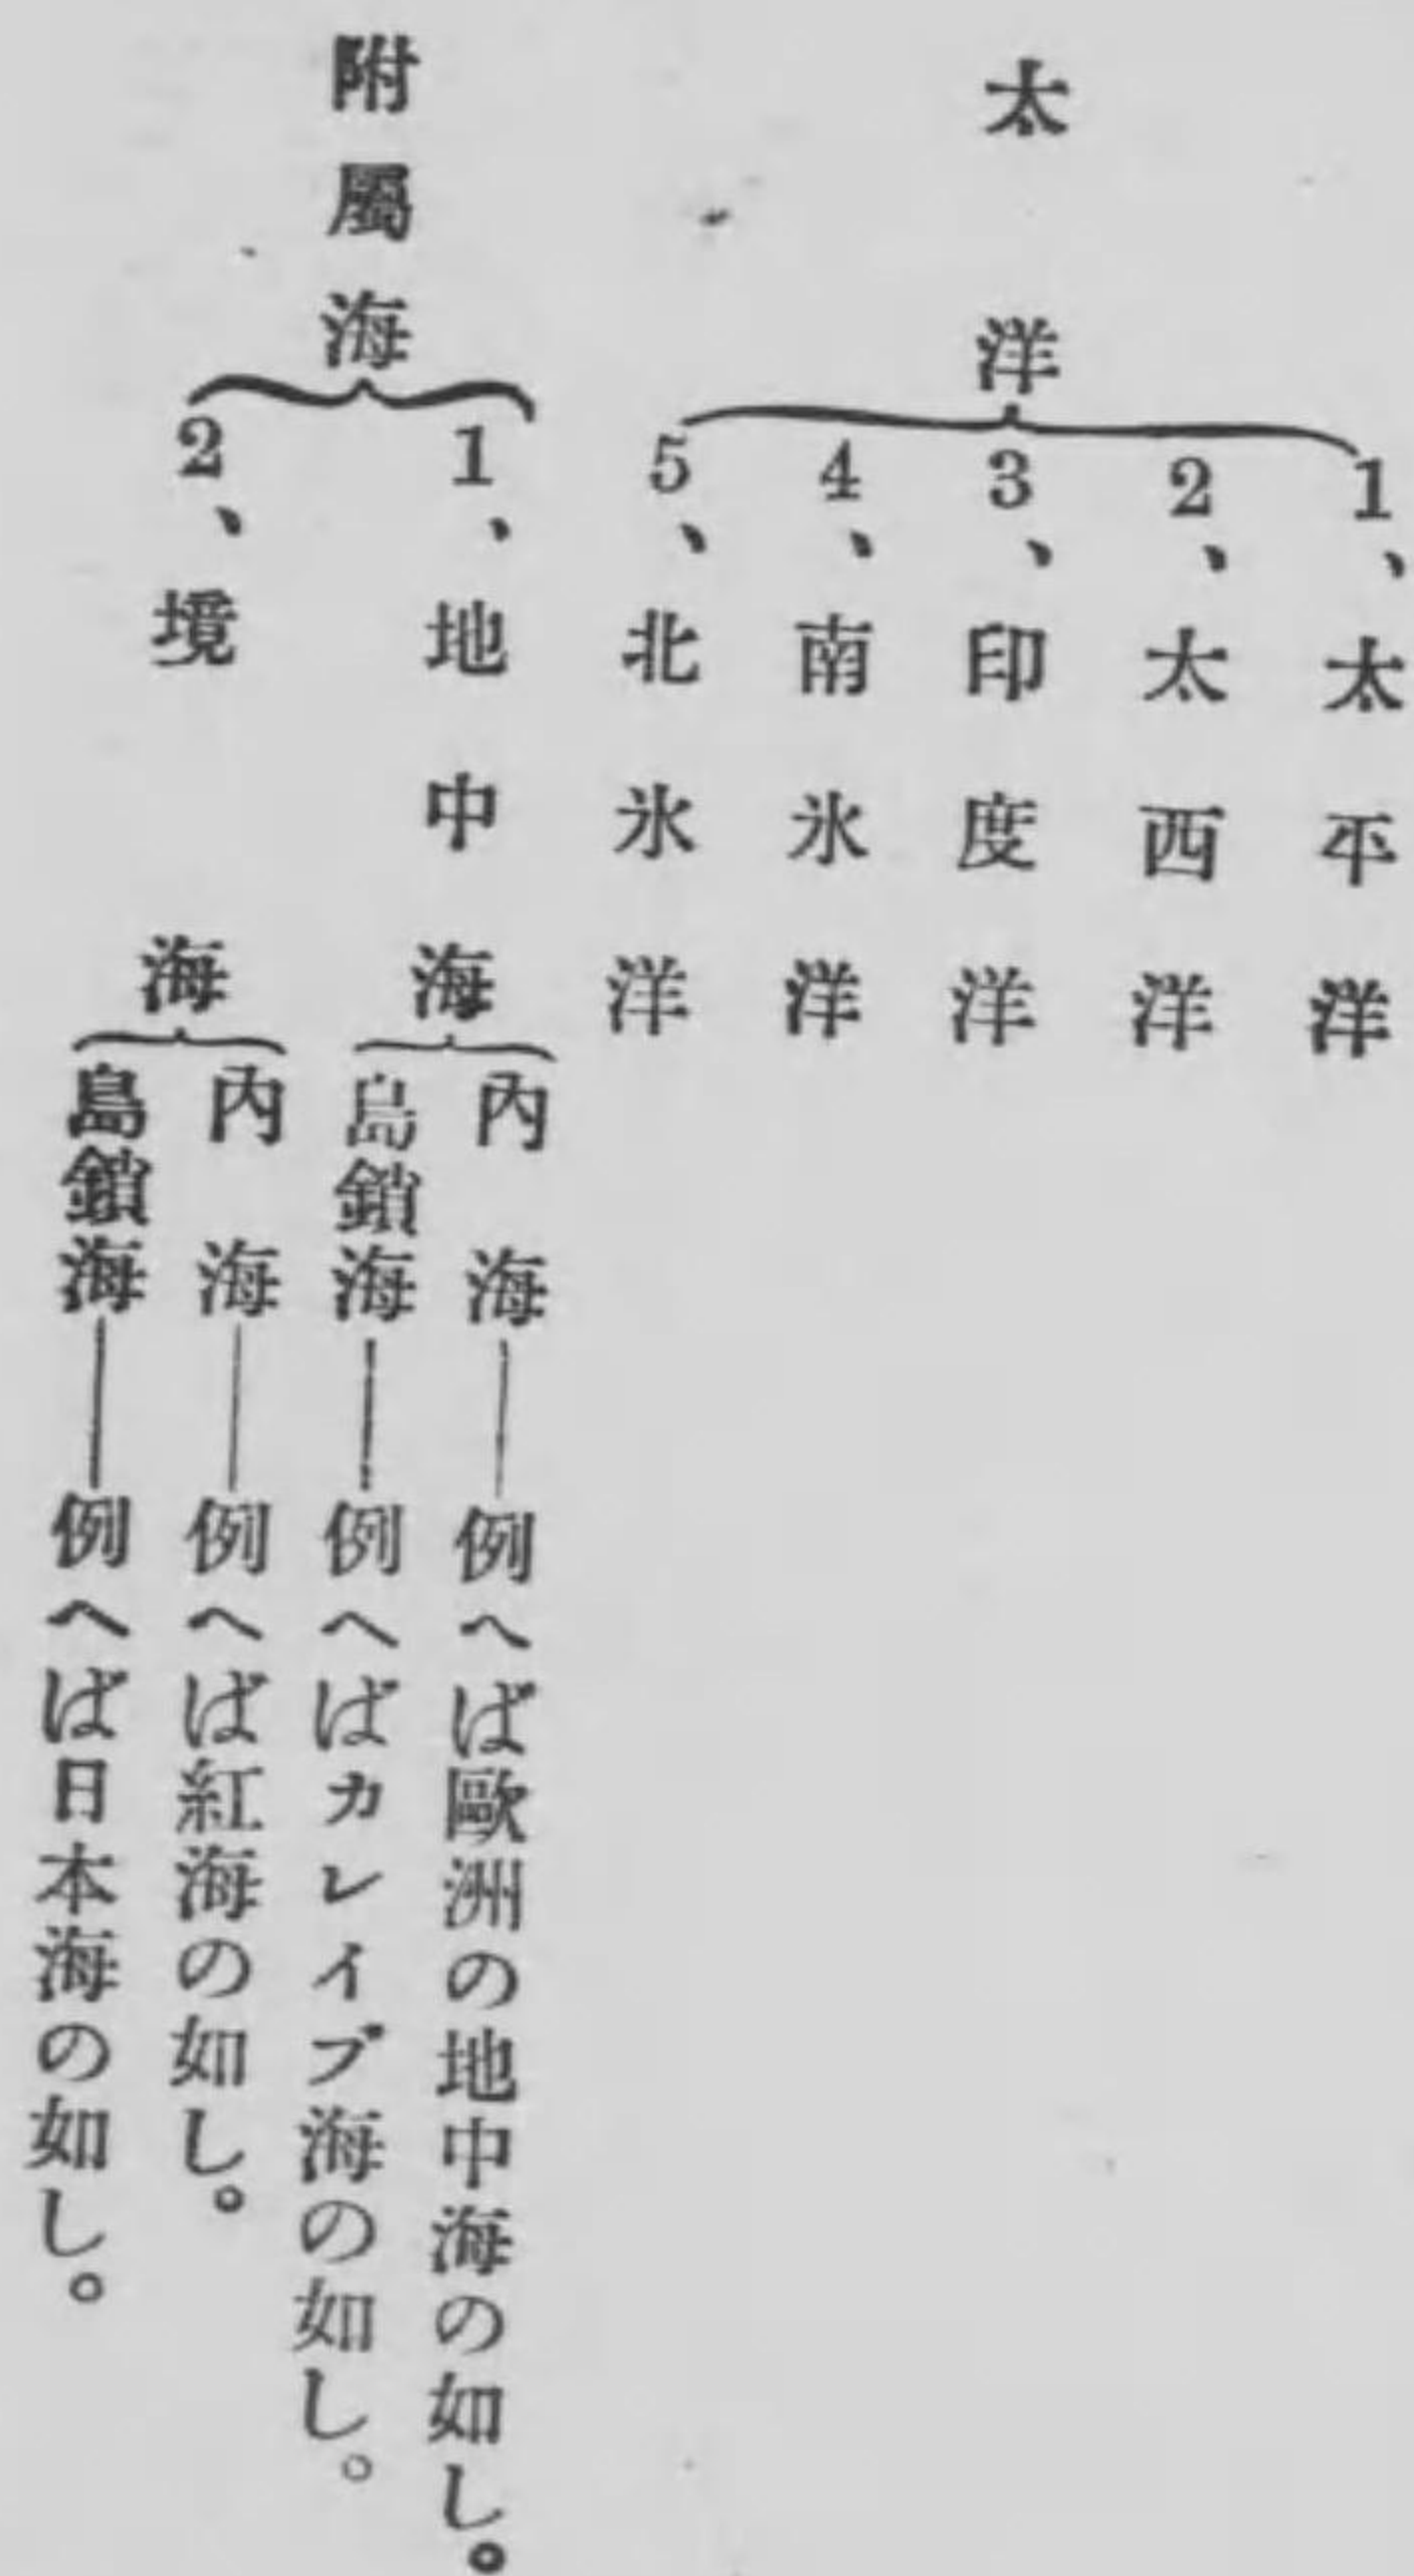 太洋
1、太平洋
2、太西洋
3、印度洋
4、南氷洋
5、北氷洋
附屬海
1、地中海
內海――例へば歐洲の地中海の如し。
島鎖海――例へばカレイブ海の如し。
2、境海
內海――例へば紅海の如し。
島鎖海――例へば日本海の如し。